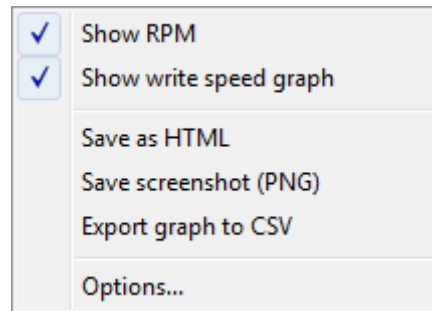 Show RPM
Show write speed graph
Save as HTML
Save screenshot (PNG)
Export graph to CSV
Options...